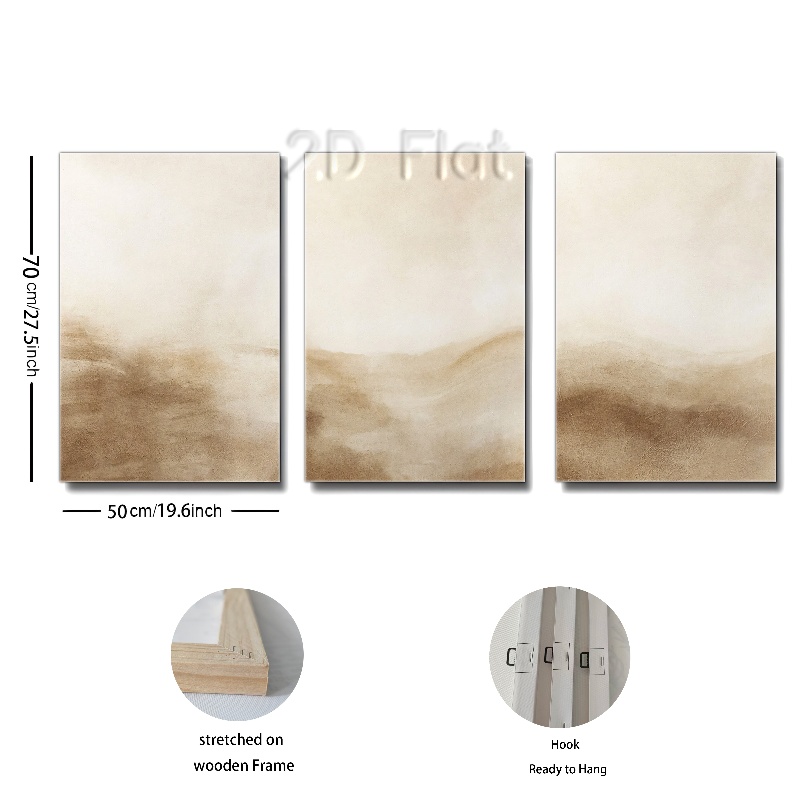 2D Flat
70 cm/27.5inch
50 cm/19.6inch
stretched on
wooden Frame
Hook
Ready to Hang